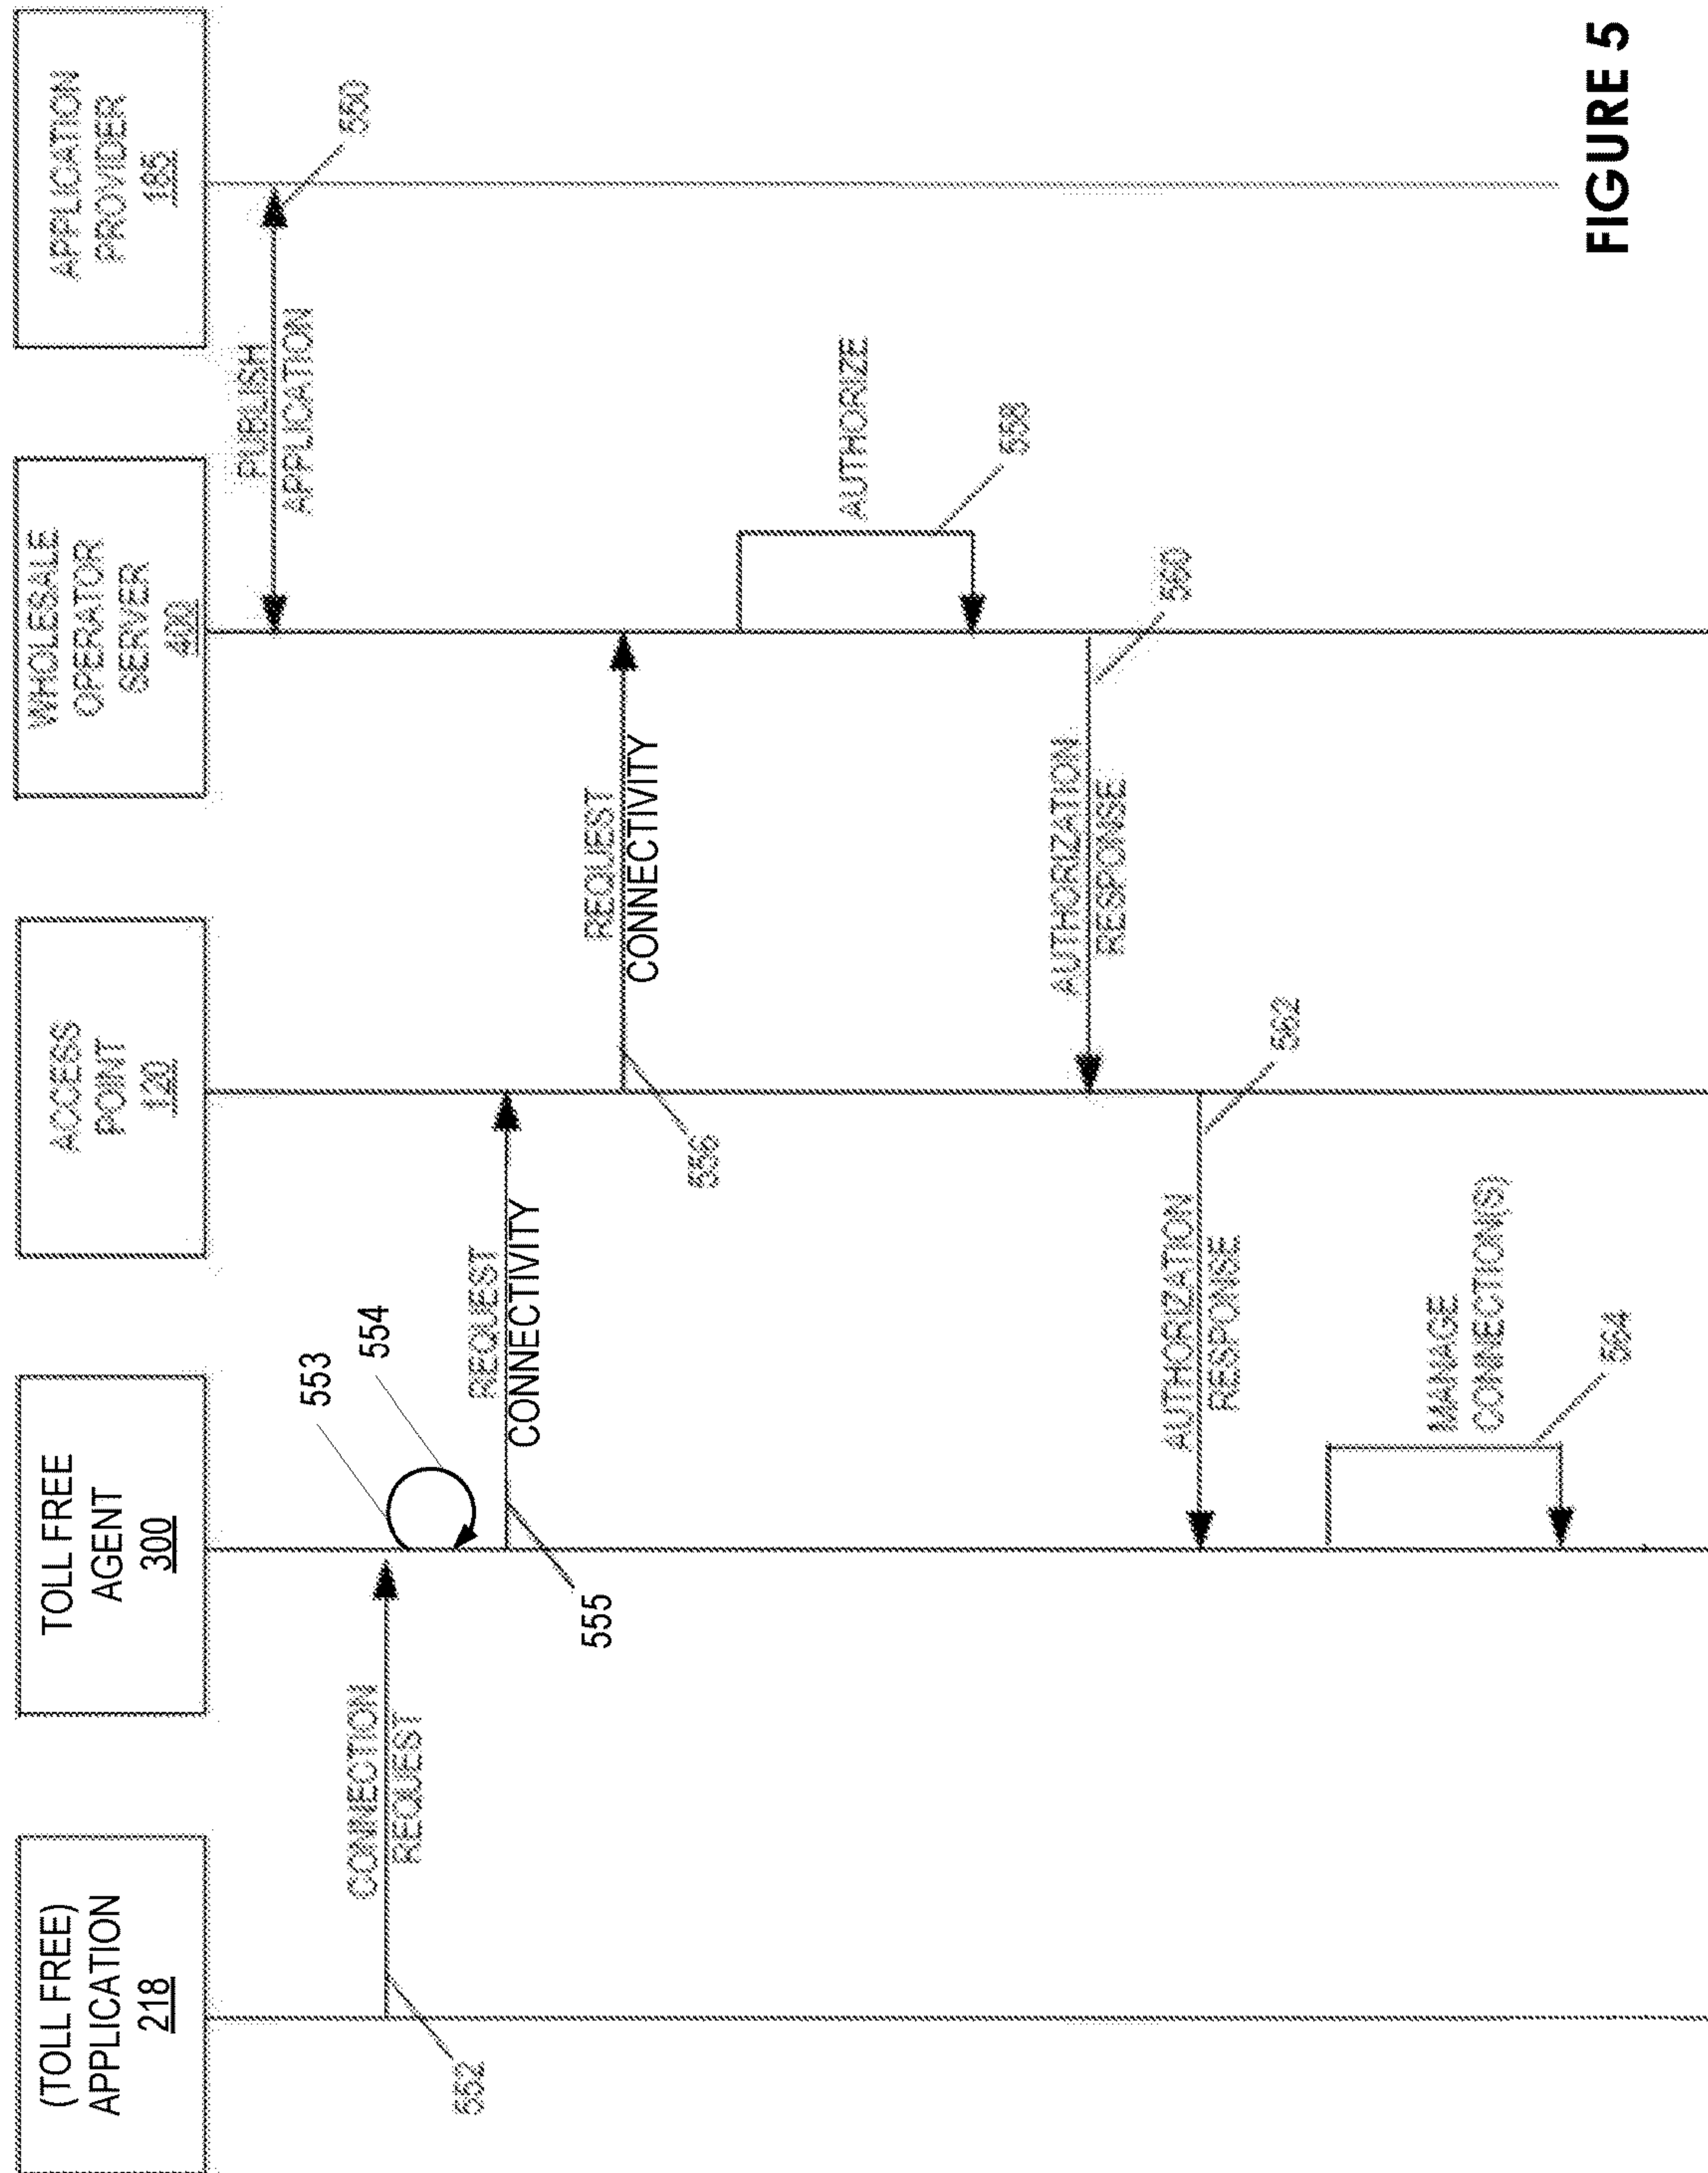 (TOLL FREE)
APPLICATION
218
TOLL FREE
AGENT
300
ACCESS
POINT
120
WHOLESALE
OPERATOR
SERVER
400
APPLICATION
PROVIDER
185
PUBLISH
APPLICATION
550
CONNECTION
REQUEST
552
553
554
REQUEST
CONNECTIVITY
555
REQUEST
CONNECTIVITY
556
AUTHORIZE
558
AUTHORIZATION
RESPONSE
560
AUTHORIZATION
RESPONSE
562
MANAGE
CONNECTION(S)
564
FIGURE 5